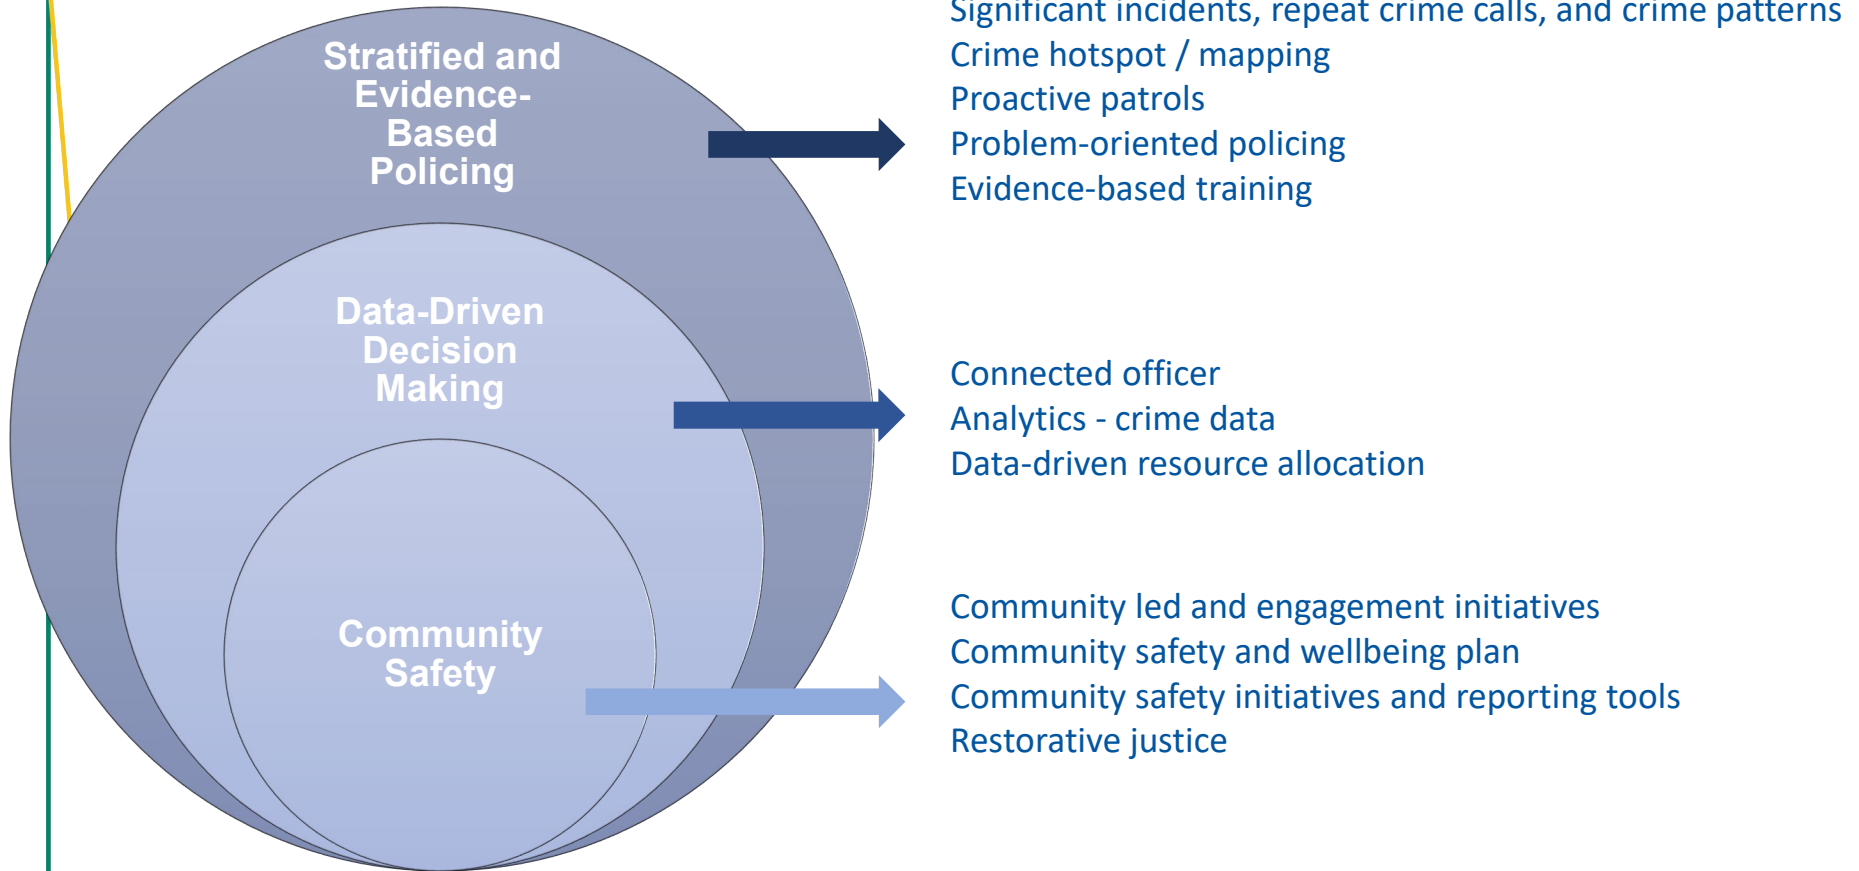 Stratified and
Evidence-
Based
Policing
Significant incidents, repeat crime calls, and crime patterns
Crime hotspot / mapping
Proactive patrols
Problem-oriented policing
Evidence-based training
Data-Driven
Decision
Making
Connected officer
Analytics - crime data
Data-driven resource allocation
Community
Safety
Community led and engagement initiatives
Community safety and wellbeing plan
Community safety initiatives and reporting tools
Restorative justice